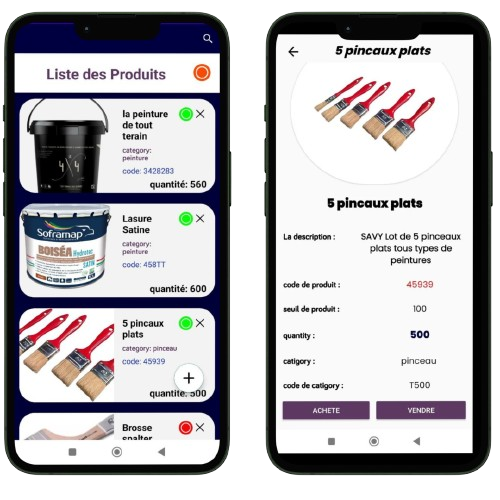 Liste des Produits
la peinture
de tout
terain
category:
peinture
code: 3428283
quantité: 560
4x4
Lasure
Satine
category:
peinture
code: 458TT
quantité: 600
Soframap
BOISÉA Hydrater
SATIN
5 pincaux
plats
category: pinceau
code: 45939
quantité: 500
Brosse
spalter
5 pincaux plats
5 pincaux plats
La description :
SAVY Lot de 5 pinceaux
plats tous types de
peintures
code de produit :
45939
seuil de produit :
100
quantity :
500
catigory :
pinceau
code de catigory :
T500
ACHETE
VENDRE